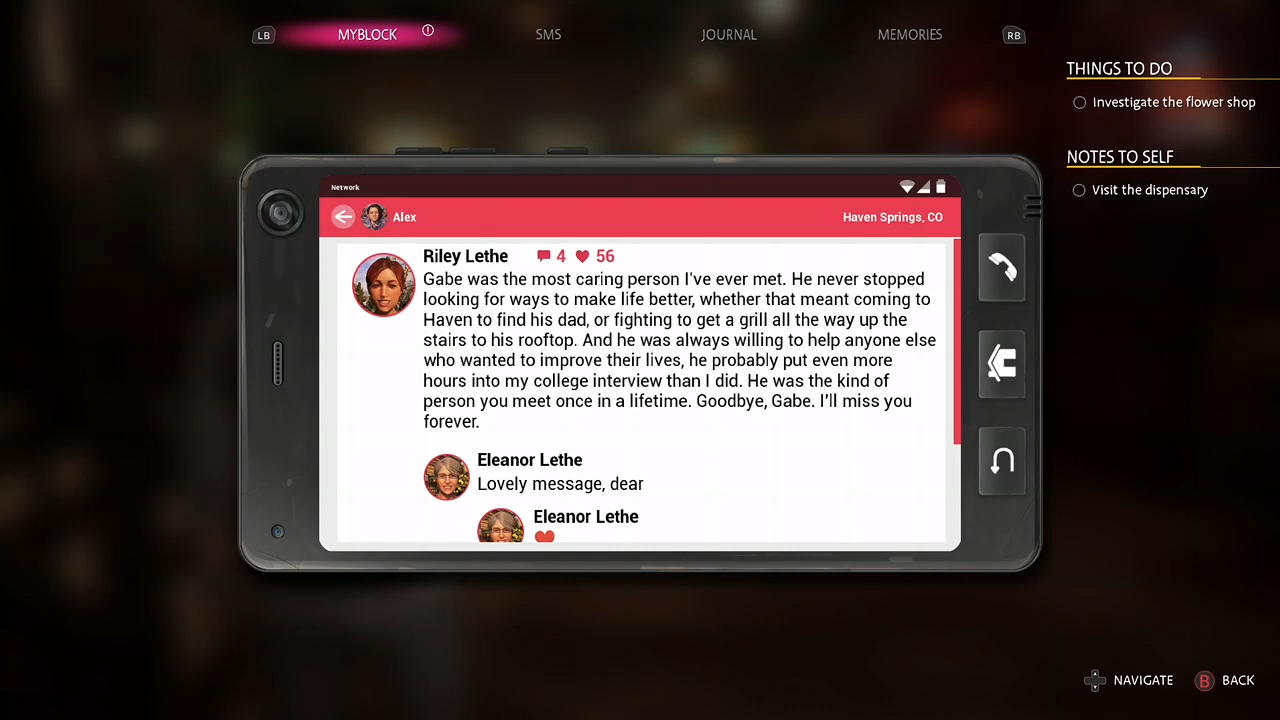 LB
MYBLOCK
SMS
JOURNAL
MEMORIES
RB
THINGS TO DO
Investigate the flower shop
NOTES TO SELF
Visit the dispensary
Network
Alex
Haven Springs, CO
Riley Lethe 4 56
Gabe was the most caring person I've ever met. He never stopped
looking for ways to make life better, whether that meant coming to
Haven to find his dad, or fighting to get a grill all the way up the
stairs to his rooftop. And he was always willing to help anyone else
who wanted to improve their lives, he probably put even more
hours into my college interview than I did. He was the kind of
person you meet once in a lifetime. Goodbye, Gabe. I'll miss you
forever.
Eleanor Lethe
Lovely message, dear
Eleanor Lethe
NAVIGATE
B BACK